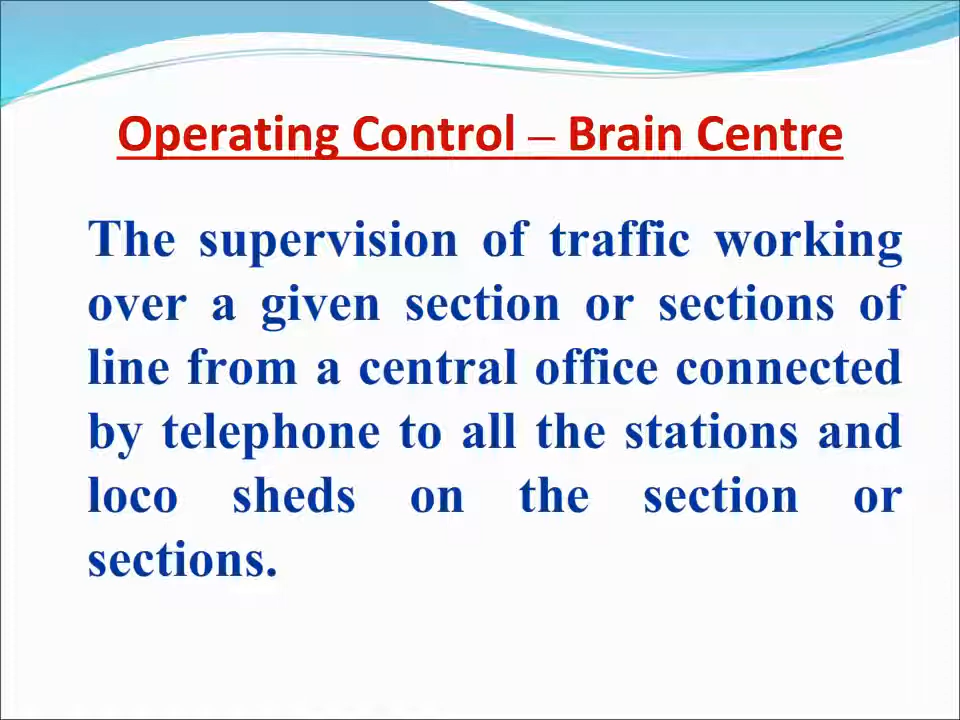 Operating Control – Brain Centre
The supervision of traffic working
over a given section or sections of
line from a central office connected
by telephone to all the stations and
loco sheds on the section or
sections.